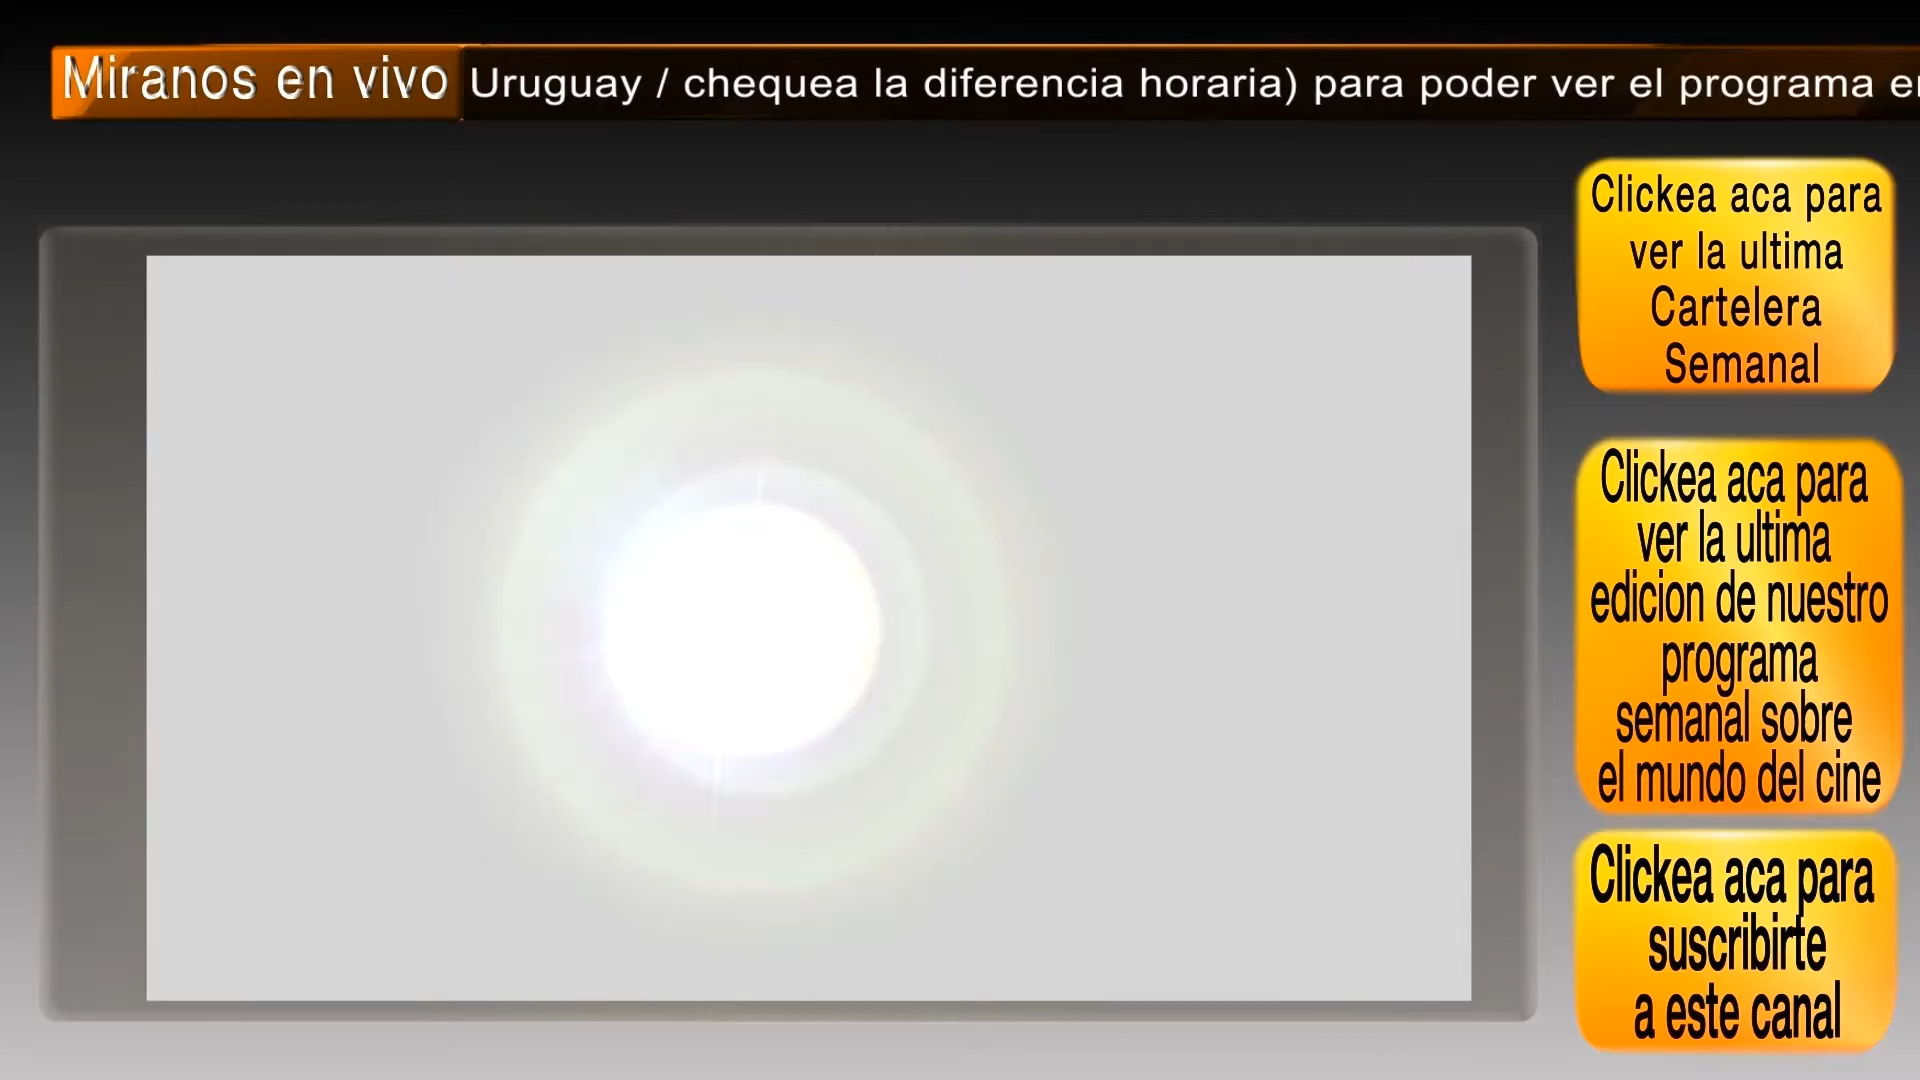 Miranos en vivo
Uruguay / chequea la diferencia horaria) para poder ver el programa
Clickea aca para
ver la ultima
Cartelera
Semanal
Clickea aca para
ver la ultima
edicion de nuestro
programa
semanal sobre
el mundo del cine
Clickea aca para
suscribirte
a este canal